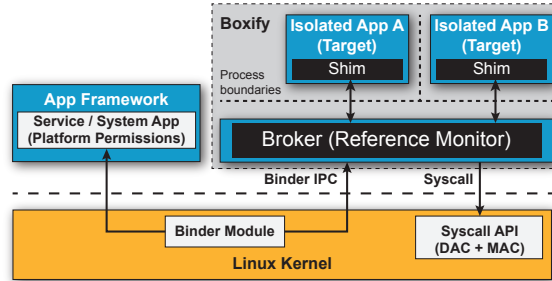 Boxify
Isolated App A
(Target)
Shim
Isolated App B
(Target)
Shim
Process
boundaries
App Framework
Service / System App
(Platform Permissions)
Broker (Reference Monitor)
Binder IPC
Syscall
Binder Module
Syscall API
(DAC + MAC)
Linux Kernel